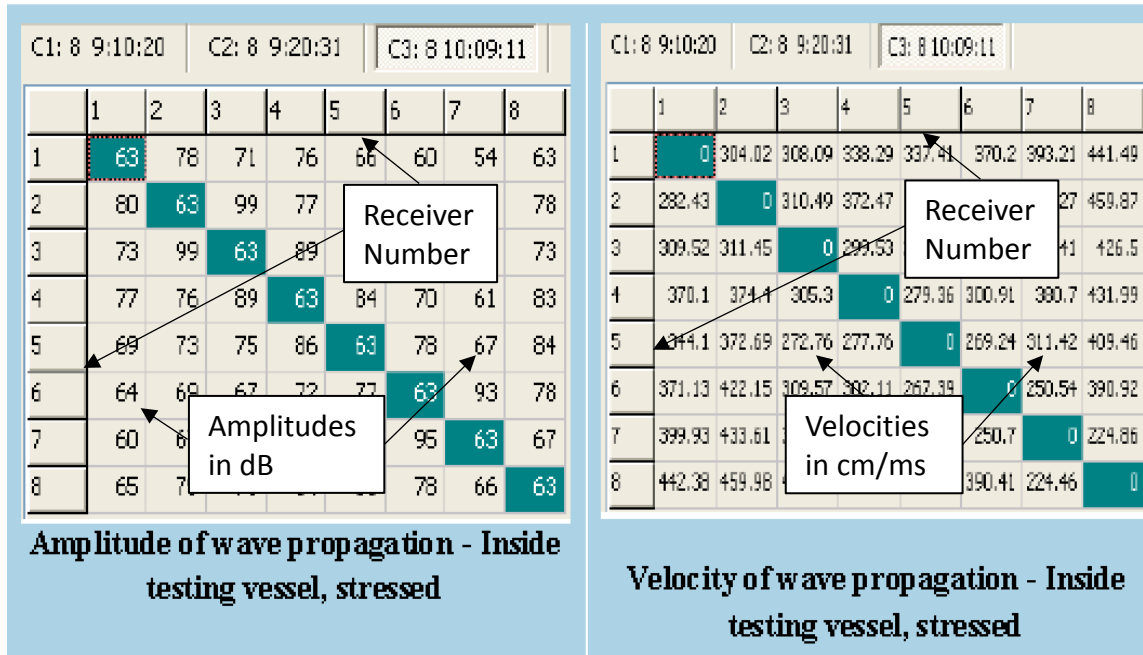 C1: 8 9:10:20 C2: 8 9:20:31 C3: 8 10:09:11
1 2 3 4 5 6 7 8
1 63 78 71 76 66 60 54 63
2 80 63 99 77 78
3 73 99 63 89 73
4 77 76 89 63 84 70 61 83
5 69 73 75 86 63 78 67 84
6 64 69 67 72 77 63 93 78
7 60 95 63 67
8 65 78 66 63
Receiver
Number
Amplitudes
in dB
Amplitude of wave propagation - Inside
testing vessel, stressed
C1: 8 9:10:20 C2: 8 9:20:31 C3: 8 10:09:11
1 2 3 4 5 6 7 8
1 0 304.02 308.09 338.29 337.41 370.2 393.21 441.49
2 282.43 0 310.49 372.47 27 459.87
3 309.52 311.45 0 299.53 41 426.5
4 370.1 374.4 305.3 0 279.36 300.91 380.7 431.99
5 344.1 372.69 272.76 277.76 0 269.24 311.42 409.46
6 371.13 422.15 309.57 302.11 267.39 0 250.54 390.92
7 399.93 433.61 250.7 0 224.86
8 442.38 459.98 390.41 224.46 0
Receiver
Number
Velocities
in cm/ms
Velocity of wave propagation - Inside
testing vessel, stressed